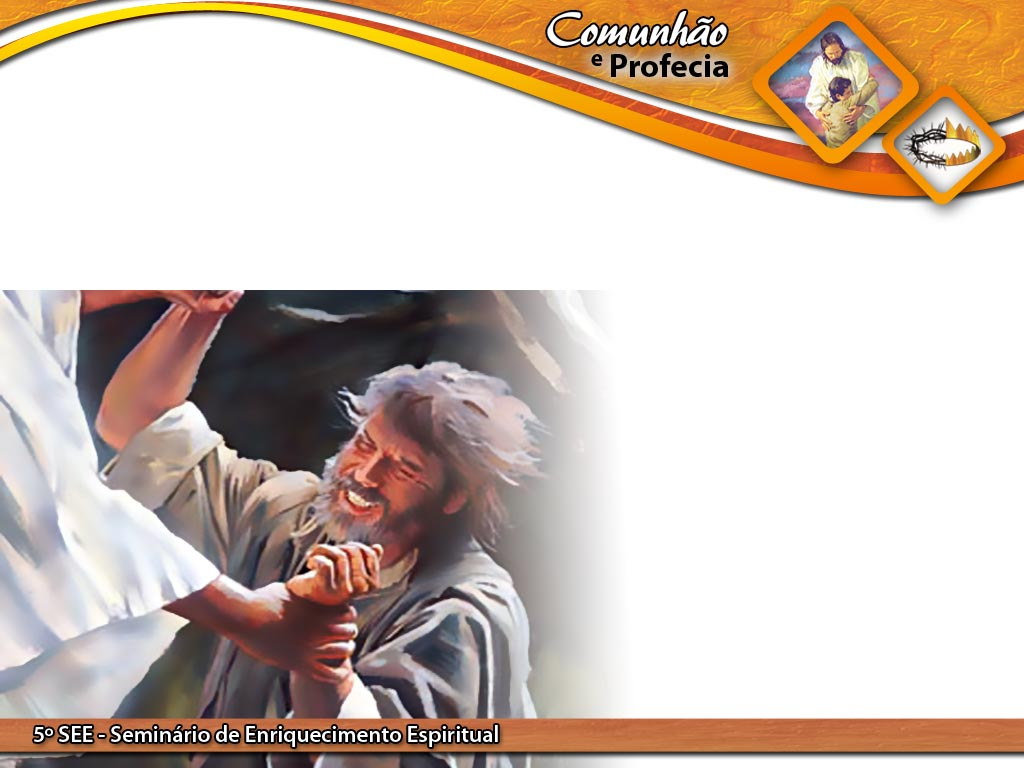 Comunhão
e Profecia
5º SEE - Seminário de Enriquecimento Espiritual